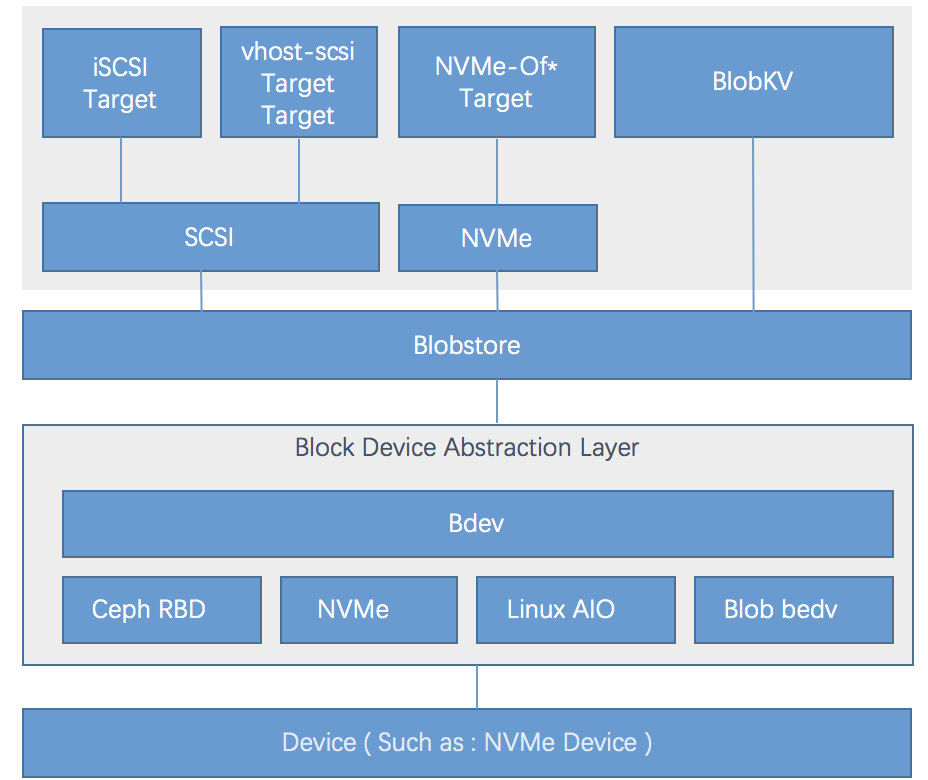 iSCSI
Target
vhost-scsi
Target
Target
NVMe-Of*
Target
BlobKV
SCSI
NVMe
Blobstore
Block Device Abstraction Layer
Bdev
Ceph RBD
NVMe
Linux AIO
Blob bedv
Device ( Such as : NVMe Device )